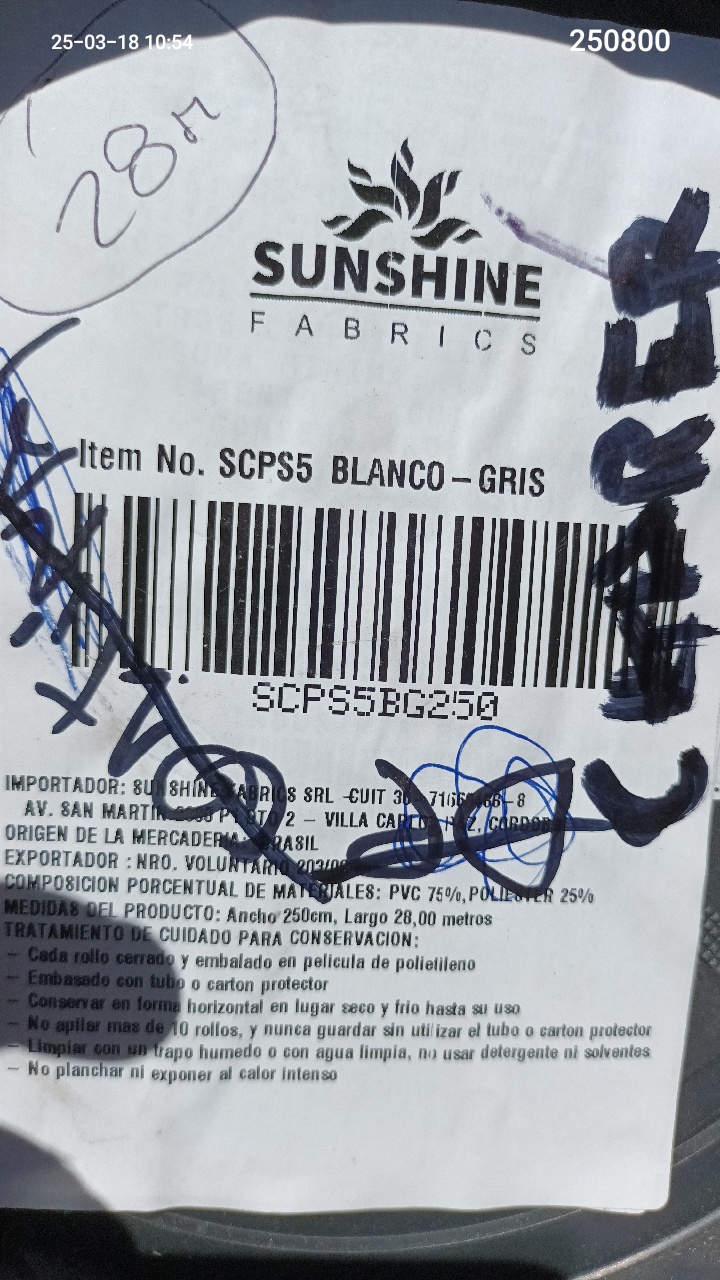 25-03-18 10:54
250800
28 m
SUNSHINE
FABRICS
Item No. SCPS5 BLANCO-GRIS
SCPS5BG250
IMPORTADOR: SUNSHINE FABRICS SRL -CUIT
AV. SAN MARTIN 2 - VILLA
ORIGEN DE LA MERCADERIA BRASIL
EXPORTADOR : NRO. VOLUNTARIO
COMPOSICION PORCENTUAL DE MATERIALES: PVC 75%, POLIESTER 25%
MEDIDAS DEL PRODUCTO: Ancho 250cm, Largo 28,00 metros
TRATAMIENTO DE CUIDADO PARA CONSERVACION:
- Cada rollo cerrado y embalado en pelicula de polietileno
- Embasado con tubo o carton protector
- Conservar en forma horizontal en lugar seco y frio hasta su uso
- No apilar mas de 10 rollos, y nunca guardar sin utilizar el tubo o carton protector
- Limpiar con un trapo humedo o con agua limpia, no usar detergente ni solventes
- No planchar ni exponer al calor intenso